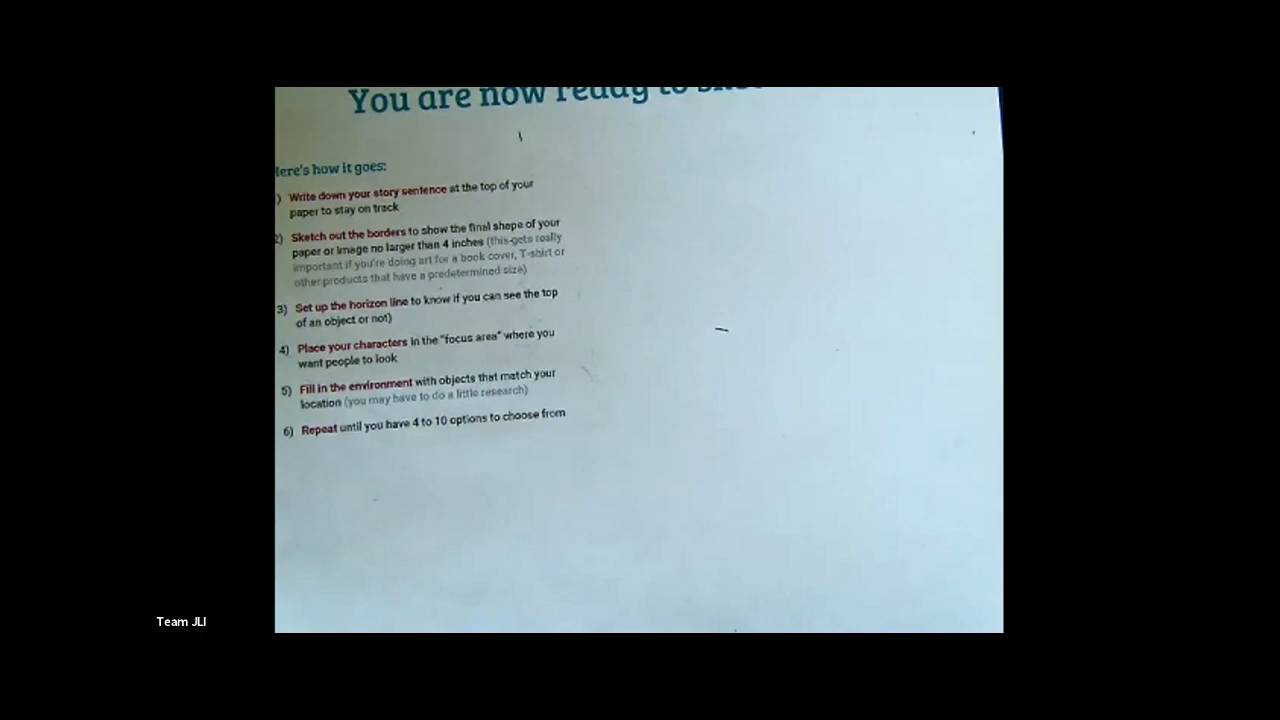 You are now ready to
Here's how it goes:
1) Write down your story sentence at the top of your
paper to stay on track
2) Sketch out the borders to show the final shape of your
paper or image no larger than 4 inches (this gets really
important if you're doing art for a book cover, T-shirt or
other products that have a predetermined size)
3) Set up the horizon line to know if you can see the top
of an object or not)
4) Place your characters in the "focus area" where you
want people to look
5) Fill in the environment with objects that match your
location (you may have to do a little research)
6) Repeat until you have 4 to 10 options to choose from
Team JLI